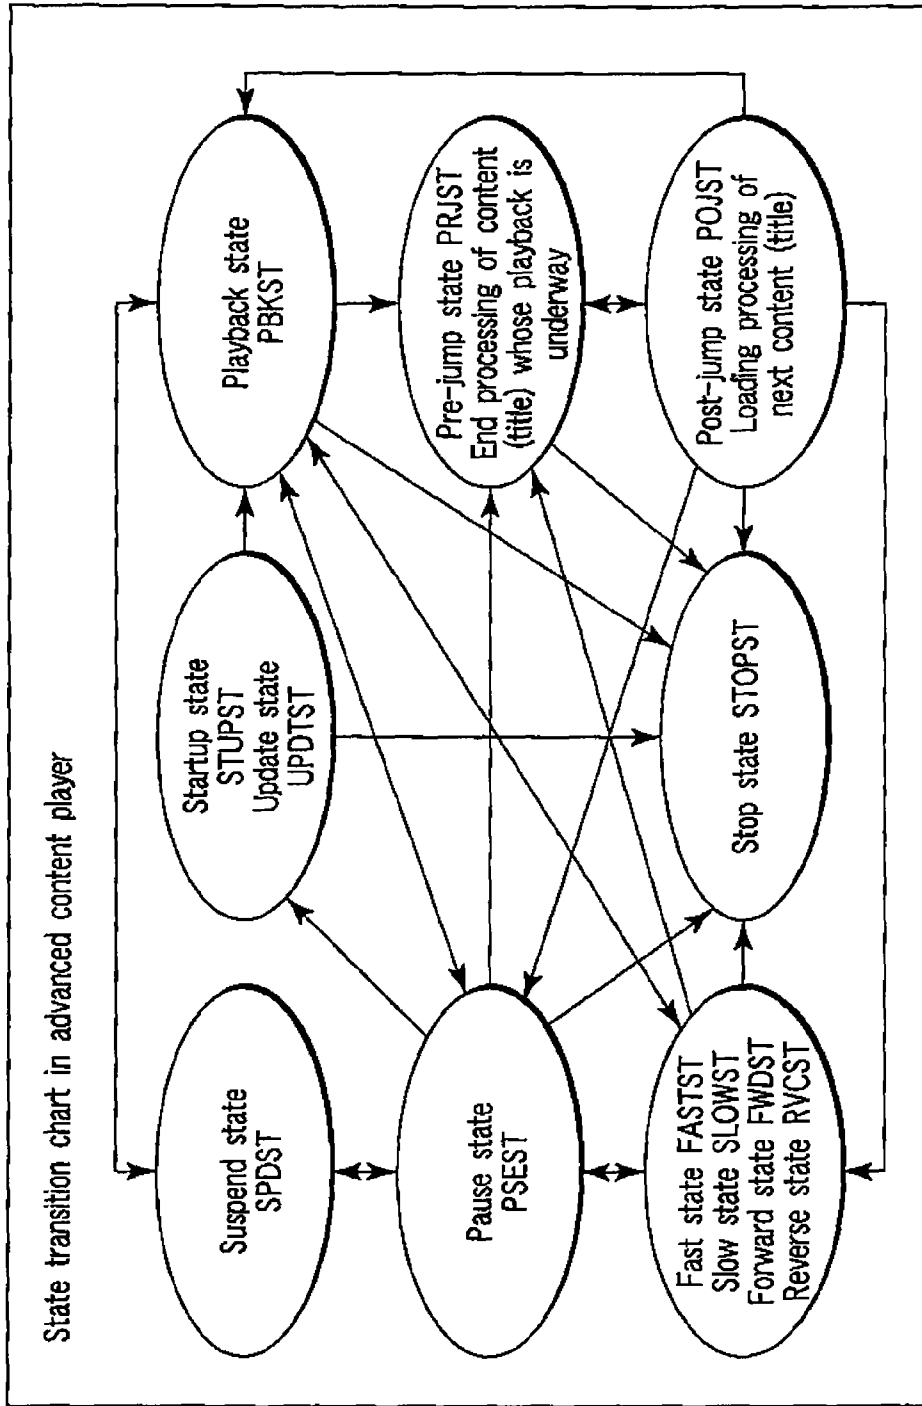 State transition chart in advanced content player
Suspend state
SPDST
Startup state
STUPST
Update state
UPDTST
Playback state
PBKST
Pause state
PSEST
Pre-jump state PRJST
End processing of content
(title) whose playback is
underway
Fast state FASTST
Slow state SLOWST
Forward state FWDST
Reverse state RVCST
Stop state STOPST
Post-jump state POJST
Loading processing of
next content (title)